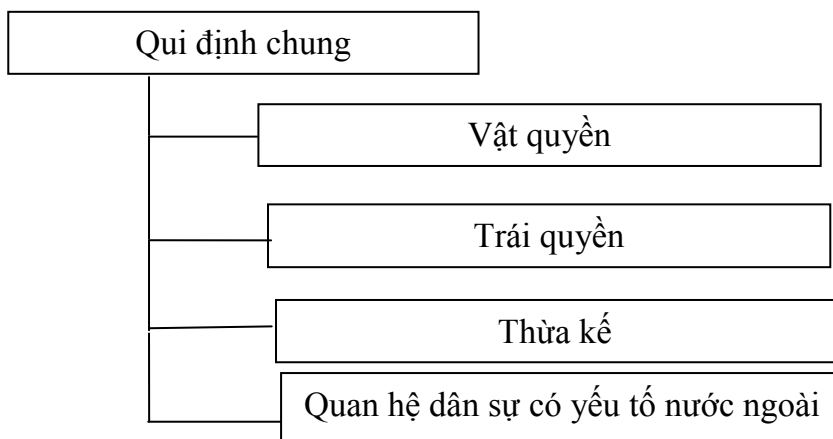 Qui định chung
Vật quyền
Trái quyền
Thừa kế
Quan hệ dân sự có yếu tố nước ngoài